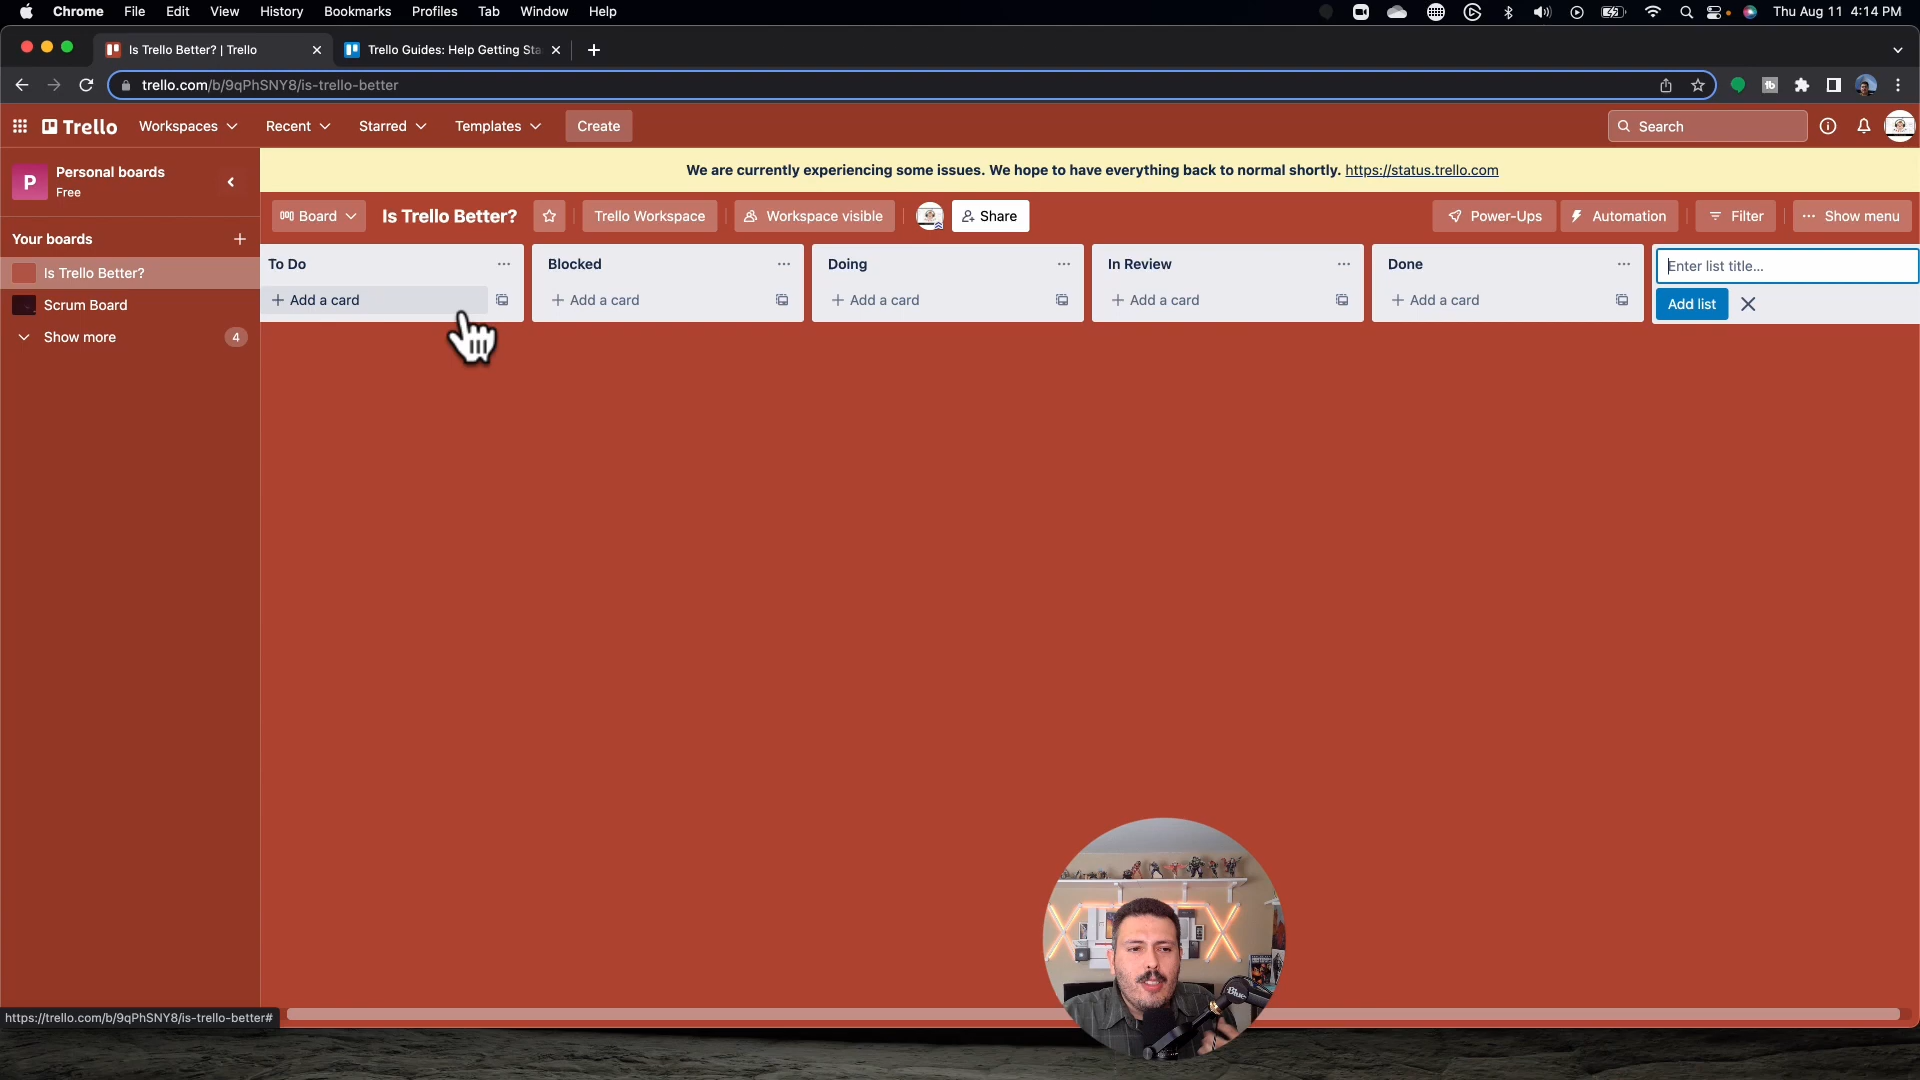 Chrome File Edit View History Bookmarks Profiles Tab Window Help Thu Aug 11 4:14 PM
Is Trello Better? | Trello Trello Guides: Help Getting Sta
trello.com/b/9qPhSNY8/is-trello-better
Trello Workspaces Recent Starred Templates Create Search
P Personal boards
Free
We are currently experiencing some issues. We hope to have everything back to normal shortly. https://status.trello.com
Board Is Trello Better? Trello Workspace Workspace visible Share Power-Ups Automation Filter ··· Show menu
Your boards +
Is Trello Better?
Scrum Board
Show more 4
To Do ··· Blocked ··· Doing ··· In Review ··· Done ··· Enter list title...
+ Add a card + Add a card + Add a card + Add a card + Add a card Add list
Blue
https://trello.com/b/9qPhSNY8/is-trello-better#